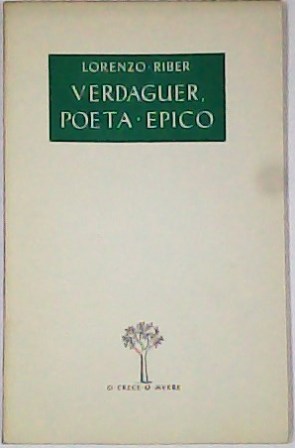 LORENZO · RIBER
VERDAGUER,
POETA · EPICO
O CRECE O MUERE